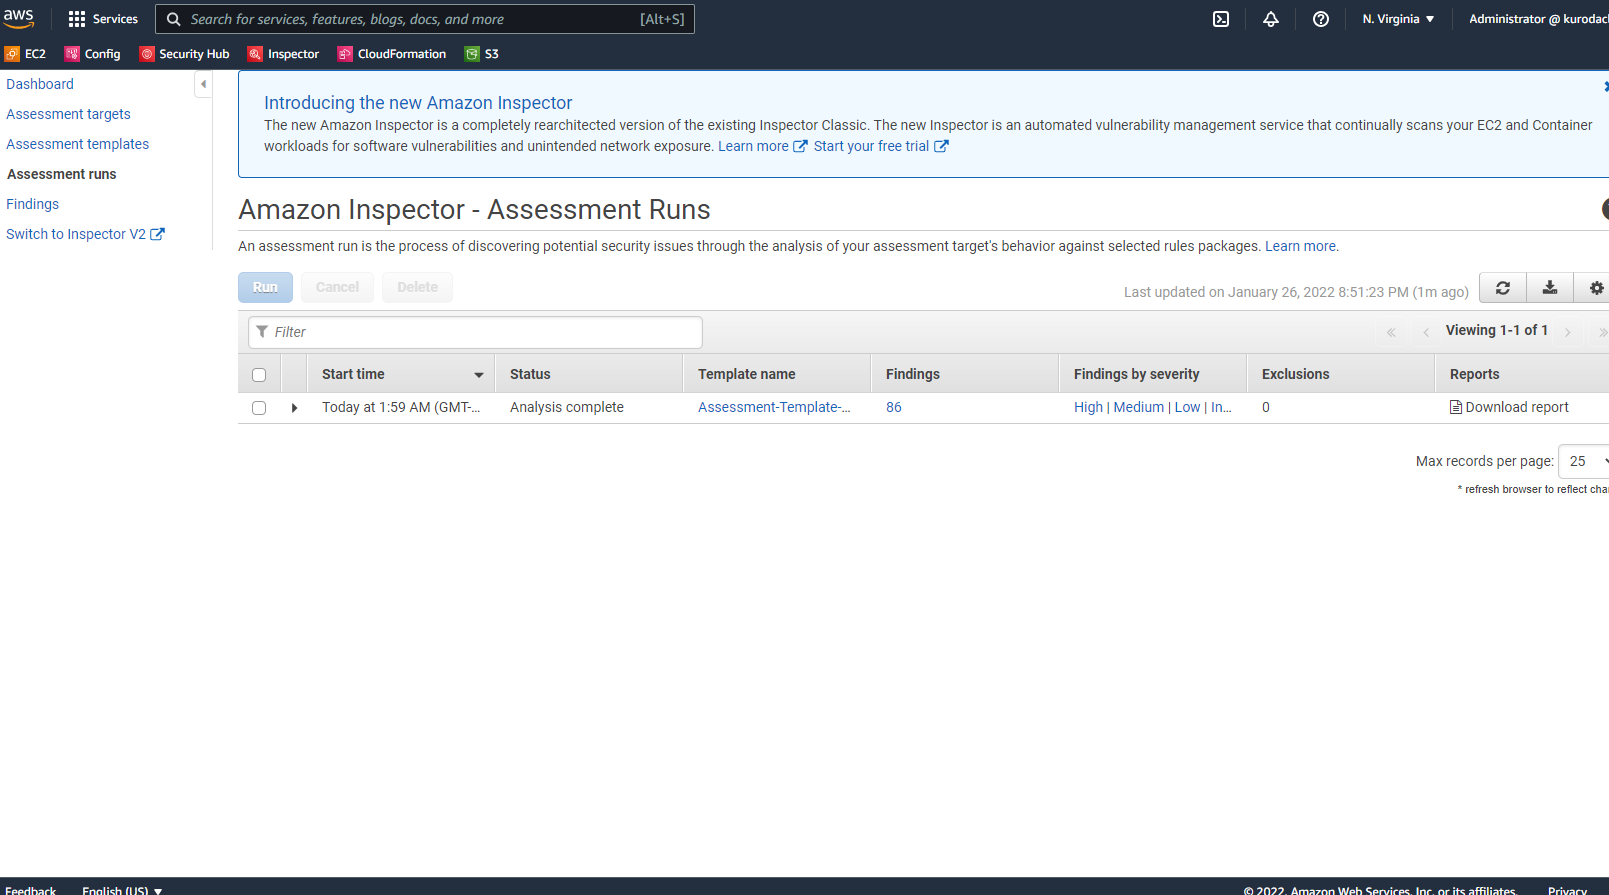 aws Services Search for services, features, blogs, docs, and more [Alt+S] N. Virginia ▼ Administrator @
EC2 Config Security Hub Inspector CloudFormation S3
Dashboard
Assessment targets
Assessment templates
Assessment runs
Findings
Switch to Inspector V2
Introducing the new Amazon Inspector
The new Amazon Inspector is a completely rearchitected version of the existing Inspector Classic. The new Inspector is an automated vulnerability management service that continually scans your EC2 and Container
workloads for software vulnerabilities and unintended network exposure. Learn more Start your free trial
Amazon Inspector - Assessment Runs
An assessment run is the process of discovering potential security issues through the analysis of your assessment target's behavior against selected rules packages. Learn more.
Run Cancel Delete Last updated on January 26, 2022 8:51:23 PM (1m ago)
Filter « ‹ Viewing 1-1 of 1 › »
Start time Status Template name Findings Findings by severity Exclusions Reports
Today at 1:59 AM (GMT-... Analysis complete Assessment-Template-... 86 High | Medium | Low | In... 0 Download report
Max records per page: 25
* refresh browser to reflect
Feedback English (US) ▼ © 2022, Amazon Web Services, Inc. or its affiliates. Privacy